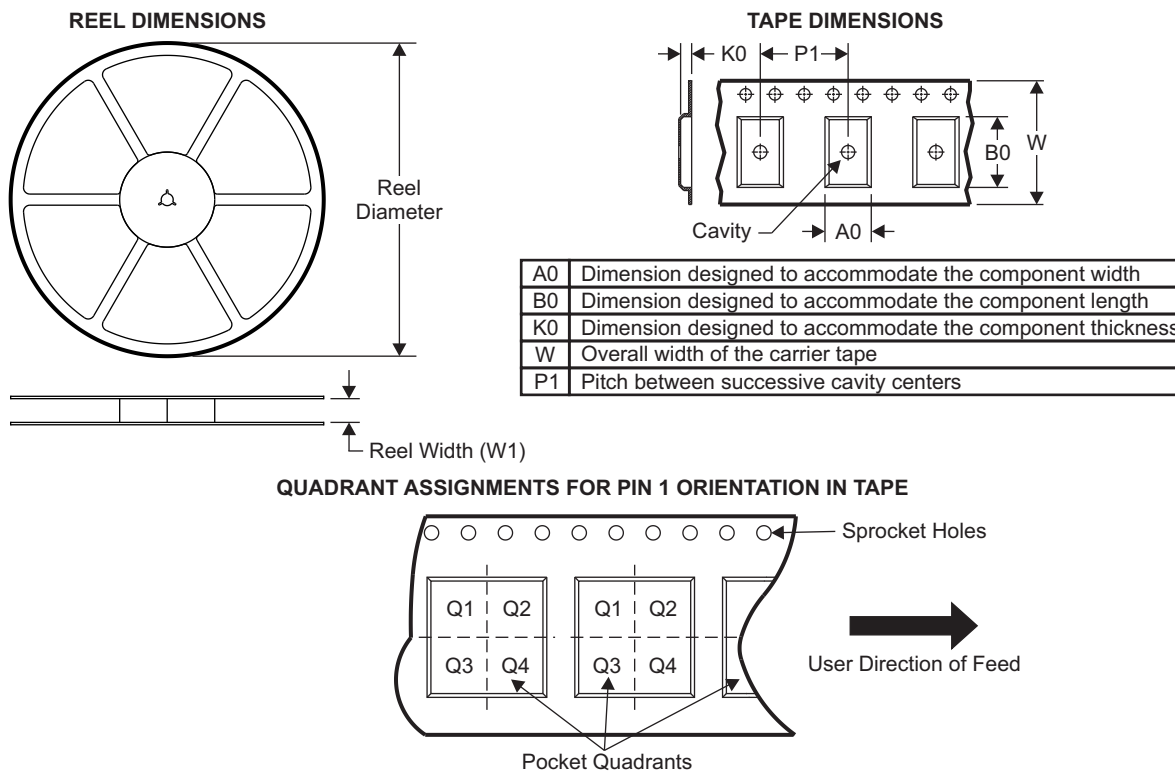 REEL DIMENSIONS
Reel
Diameter
Reel Width (W1)
TAPE DIMENSIONS
K0
P1
W
B0
Cavity
A0
A0 Dimension designed to accommodate the component width
B0 Dimension designed to accommodate the component length
K0 Dimension designed to accommodate the component thickness
W Overall width of the carrier tape
P1 Pitch between successive cavity centers
QUADRANT ASSIGNMENTS FOR PIN 1 ORIENTATION IN TAPE
Sprocket Holes
Q1 Q2 Q1 Q2
Q3 Q4 Q3 Q4
User Direction of Feed
Pocket Quadrants